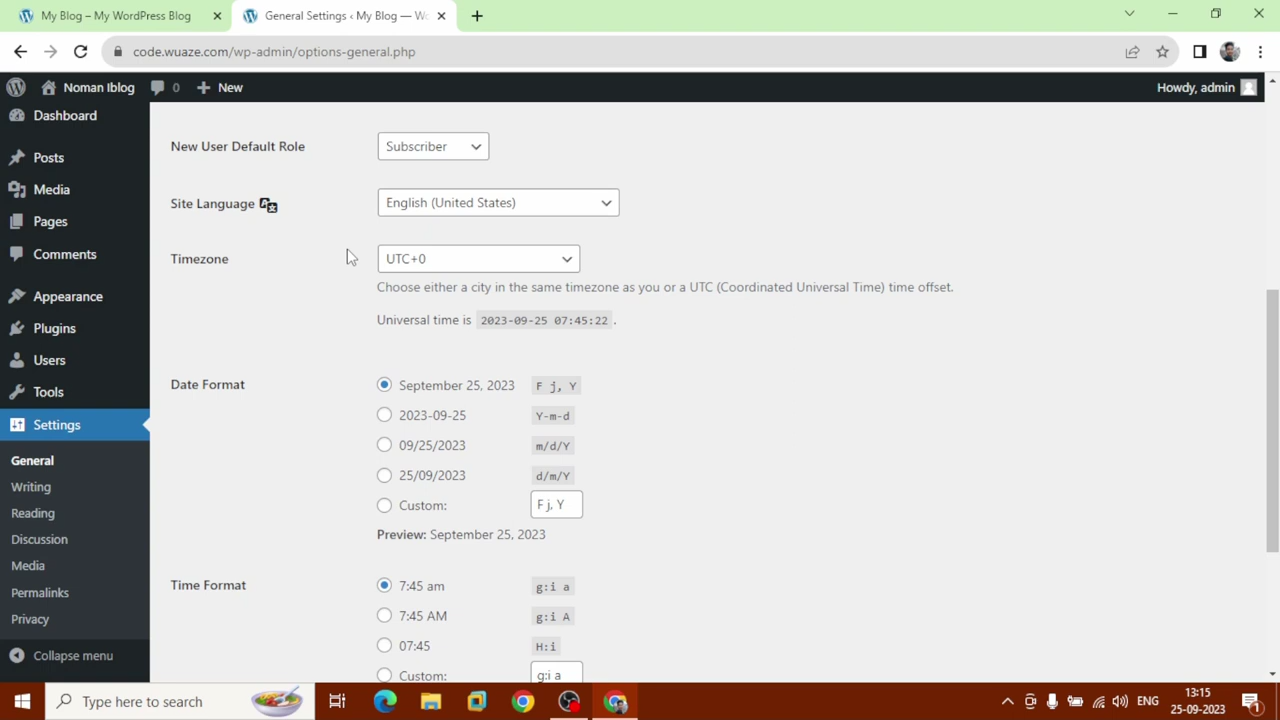 My Blog – My WordPress Blog
General Settings ‹ My Blog — Wo
code.wuaze.com/wp-admin/options-general.php
Noman Iblog 0 New Howdy, admin
Dashboard
Posts
Media
Pages
Comments
Appearance
Plugins
Users
Tools
Settings
General
Writing
Reading
Discussion
Media
Permalinks
Privacy
Collapse menu
New User Default Role Subscriber
Site Language English (United States)
Timezone UTC+0
Choose either a city in the same timezone as you or a UTC (Coordinated Universal Time) time offset.
Universal time is 2023-09-25 07:45:22 .
Date Format September 25, 2023 F j, Y
2023-09-25 Y-m-d
09/25/2023 m/d/Y
25/09/2023 d/m/Y
Custom: F j, Y
Preview: September 25, 2023
Time Format 7:45 am g:i a
7:45 AM g:i A
07:45 H:i
Custom: g:i a
Type here to search
ENG
13:15
25-09-2023
1